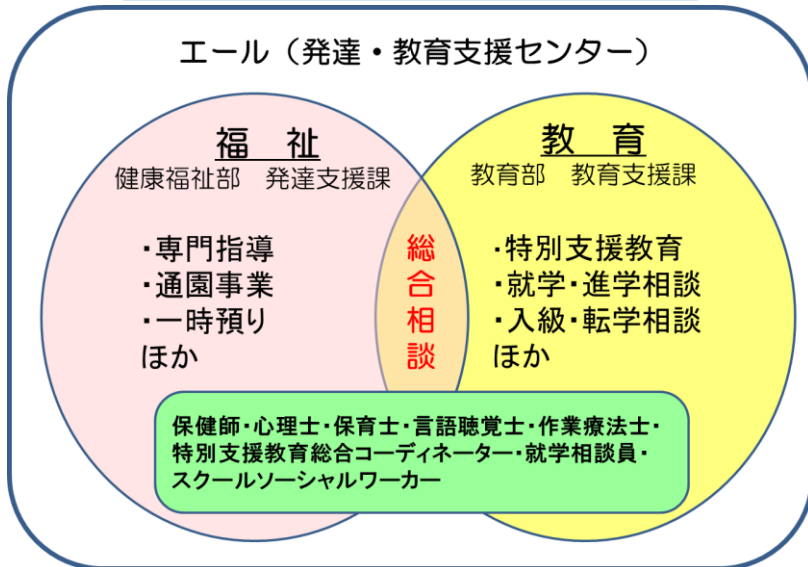 エール（発達・教育支援センター）
福　祉
健康福祉部　発達支援課
・専門指導
・通園事業
・一時預り
ほか
総合相談
教　育
教育部　教育支援課
・特別支援教育
・就学・進学相談
・入級・転学相談
ほか
保健師・心理士・保育士・言語聴覚士・作業療法士・
特別支援教育総合コーディネーター・就学相談員・
スクールソーシャルワーカー